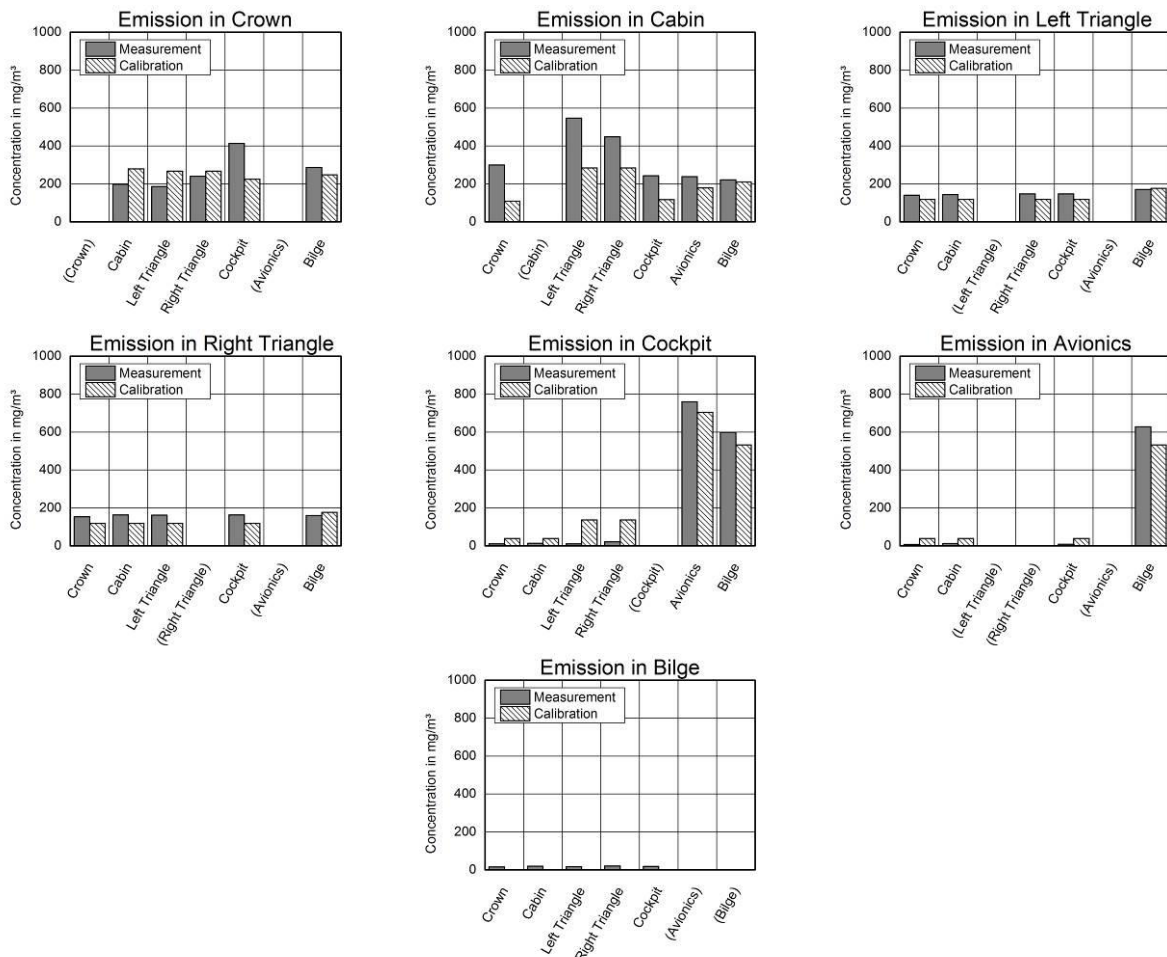 Emission in Crown
Concentration in mg/m³
1000
800
600
400
200
0
Measurement
Calibration
(Crown)
Cabin
Left Triangle
Right Triangle
Cockpit
(Avionics)
Bilge
Emission in Cabin
Concentration in mg/m³
1000
800
600
400
200
0
Measurement
Calibration
Crown
(Cabin)
Left Triangle
Right Triangle
Cockpit
Avionics
Bilge
Emission in Left Triangle
Concentration in mg/m³
1000
800
600
400
200
0
Measurement
Calibration
Crown
Cabin
(Left Triangle)
Right Triangle
Cockpit
(Avionics)
Bilge
Emission in Right Triangle
Concentration in mg/m³
1000
800
600
400
200
0
Measurement
Calibration
Crown
Cabin
Left Triangle
(Right Triangle)
Cockpit
(Avionics)
Bilge
Emission in Cockpit
Concentration in mg/m³
1000
800
600
400
200
0
Measurement
Calibration
Crown
Cabin
Left Triangle
Right Triangle
(Cockpit)
Avionics
Bilge
Emission in Avionics
Concentration in mg/m³
1000
800
600
400
200
0
Measurement
Calibration
Crown
Cabin
(Left Triangle)
(Right Triangle)
Cockpit
(Avionics)
Bilge
Emission in Bilge
Concentration in mg/m³
1000
800
600
400
200
0
Measurement
Calibration
Crown
Cabin
Left Triangle
Right Triangle
Cockpit
(Avionics)
(Bilge)